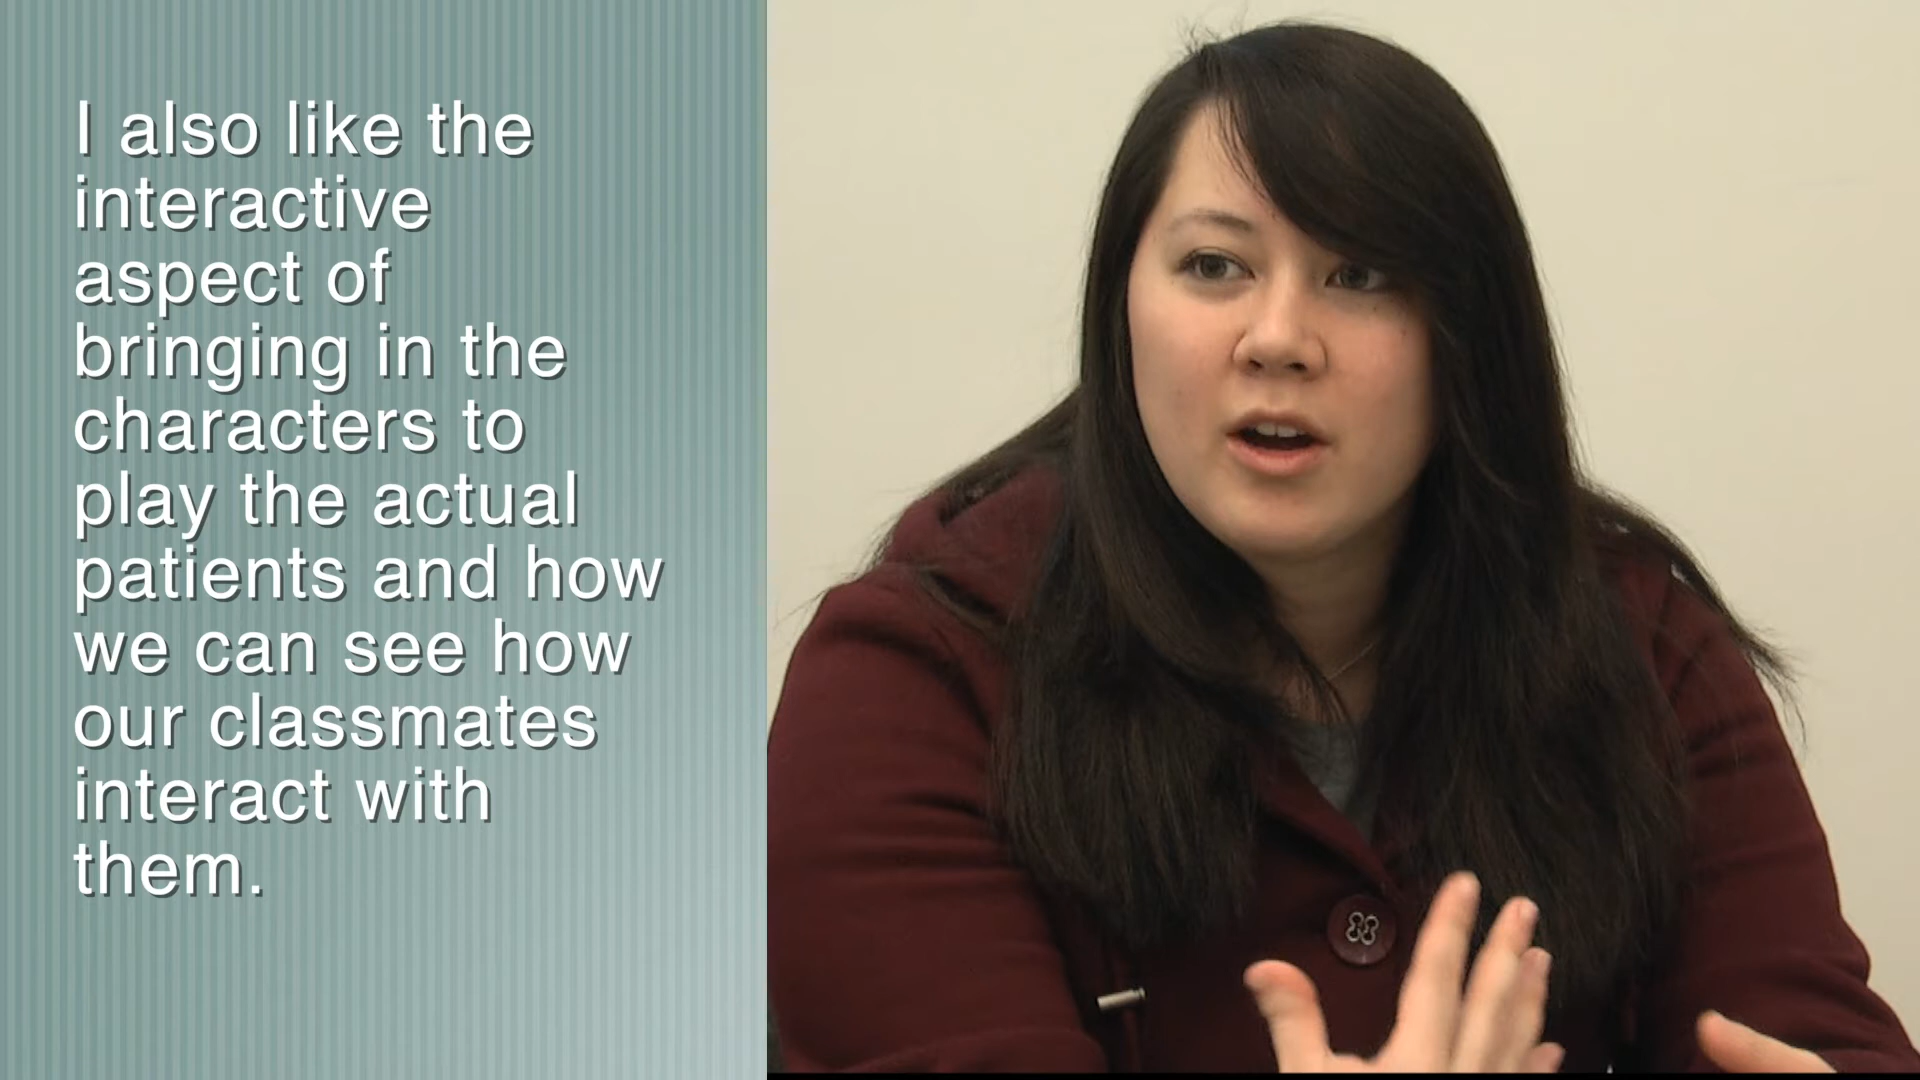 I also like the
interactive
aspect of
bringing in the
characters to
play the actual
patients and how
we can see how
our classmates
interact with
them.